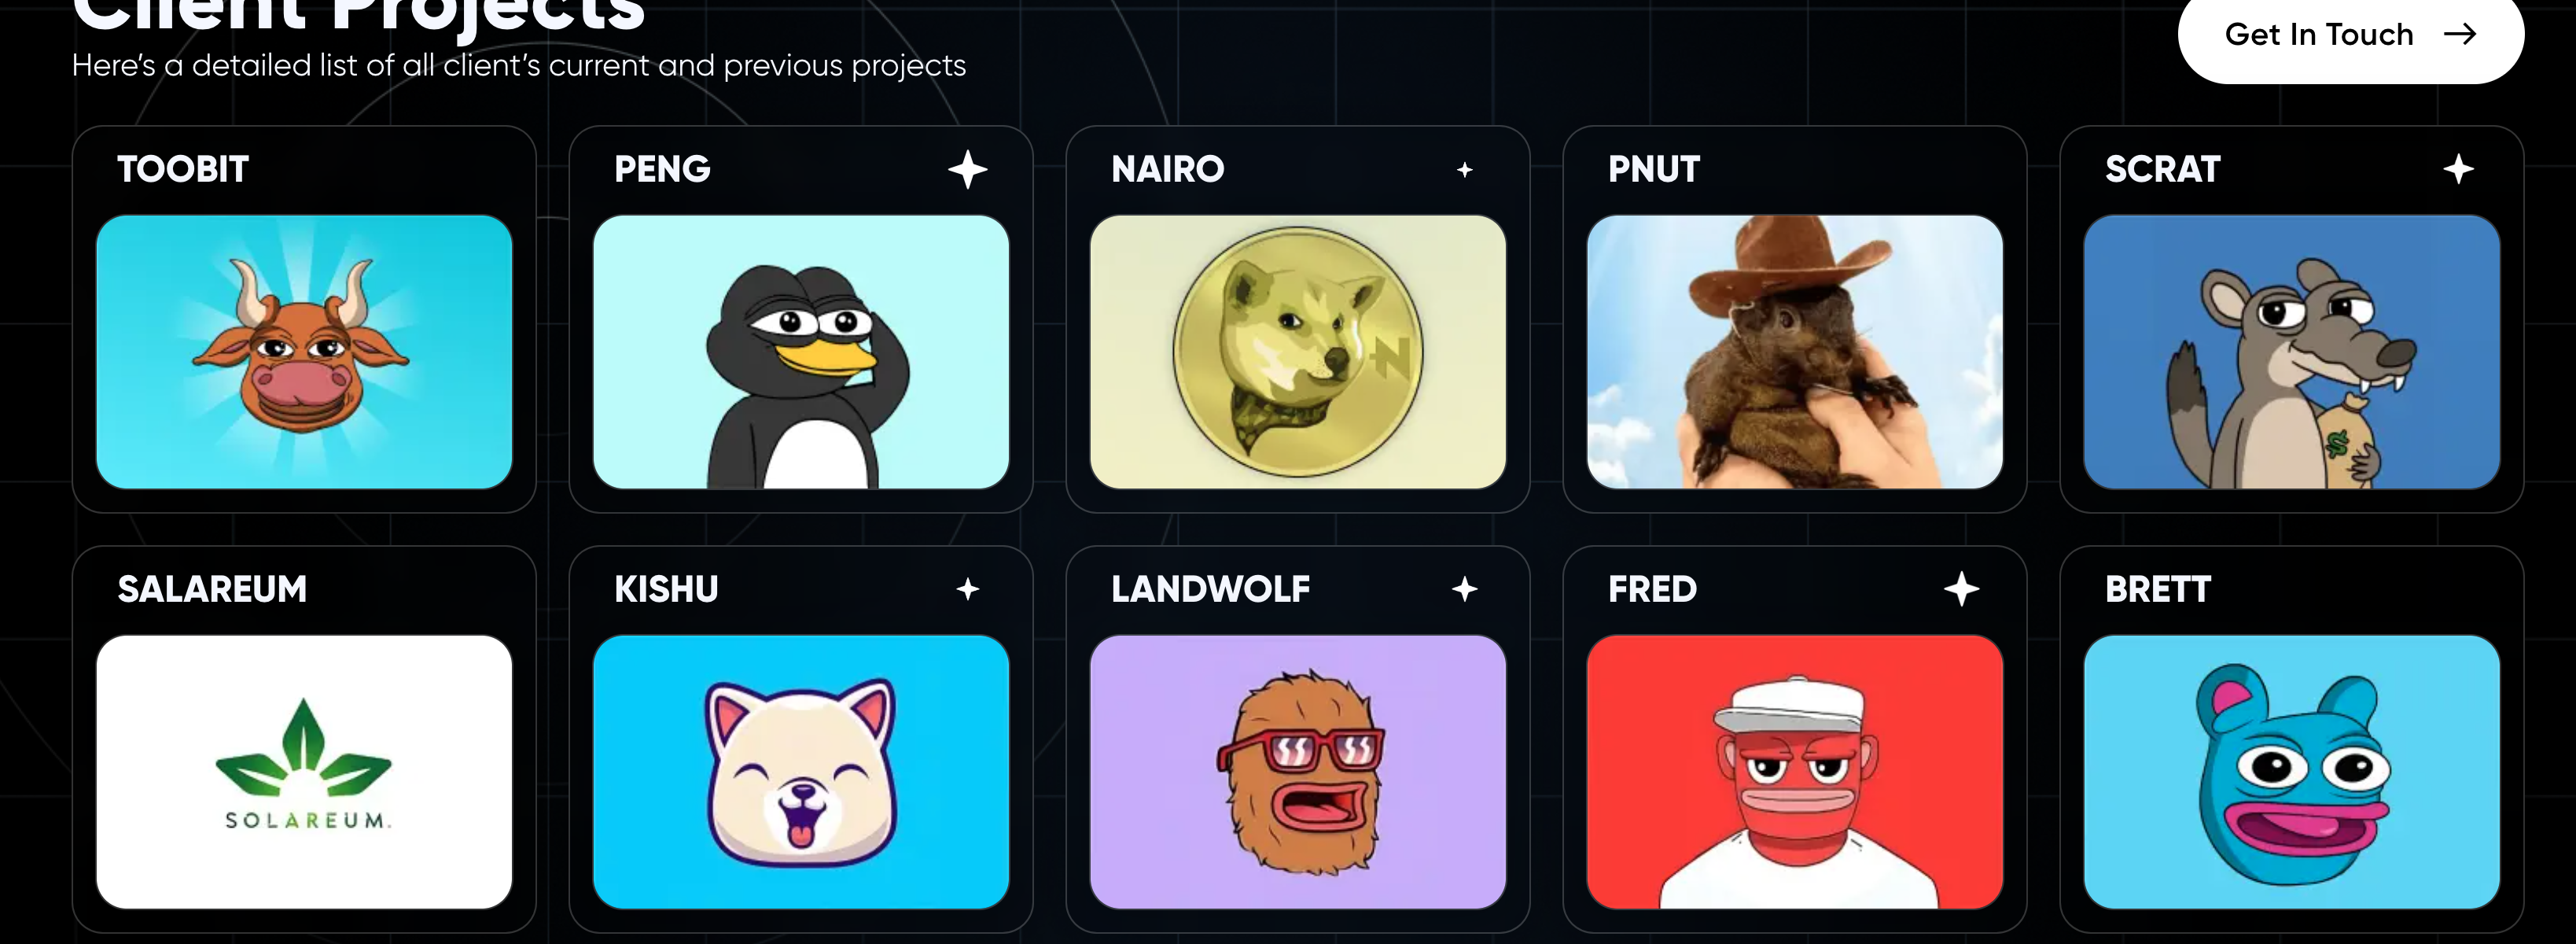 Client Projects
Here's a detailed list of all client's current and previous projects
Get In Touch
TOOBIT
PENG
NAIRO
PNUT
SCRAT
N
$
SALAREUM
KISHU
LANDWOLF
FRED
BRETT
SOLAREUM.